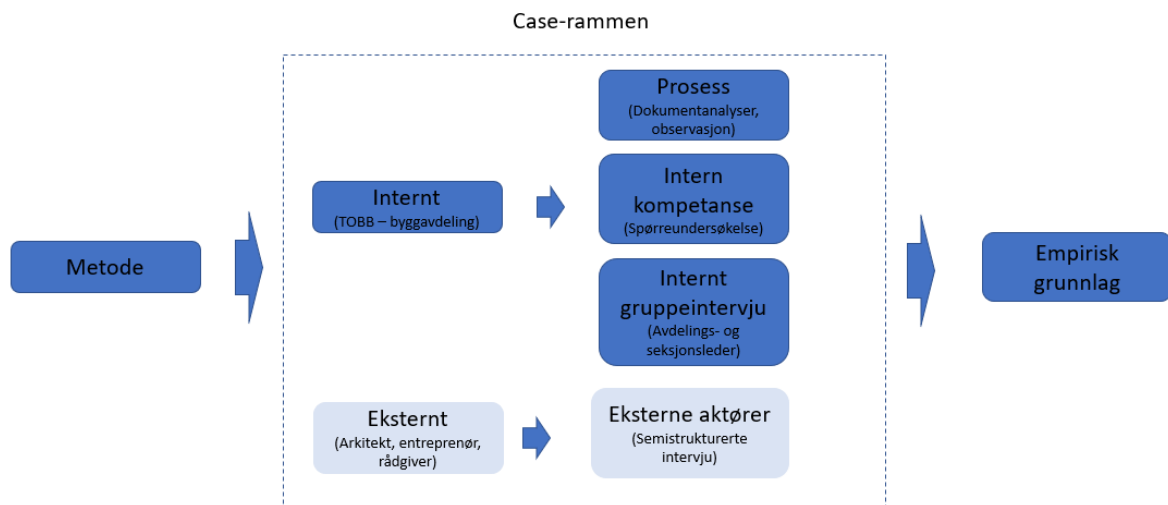 Case-rammen
Metode
Internt
(TOBB – byggavdeling)
Prosess
(Dokumentanalyser,
observasjon)
Intern
kompetanse
(Spørreundersøkelse)
Internt
gruppeintervju
(Avdelings- og
seksjonsleder)
Eksternt
(Arkitekt, entreprenør,
rådgiver)
Eksterne aktører
(Semistrukturerte
intervju)
Empirisk
grunnlag